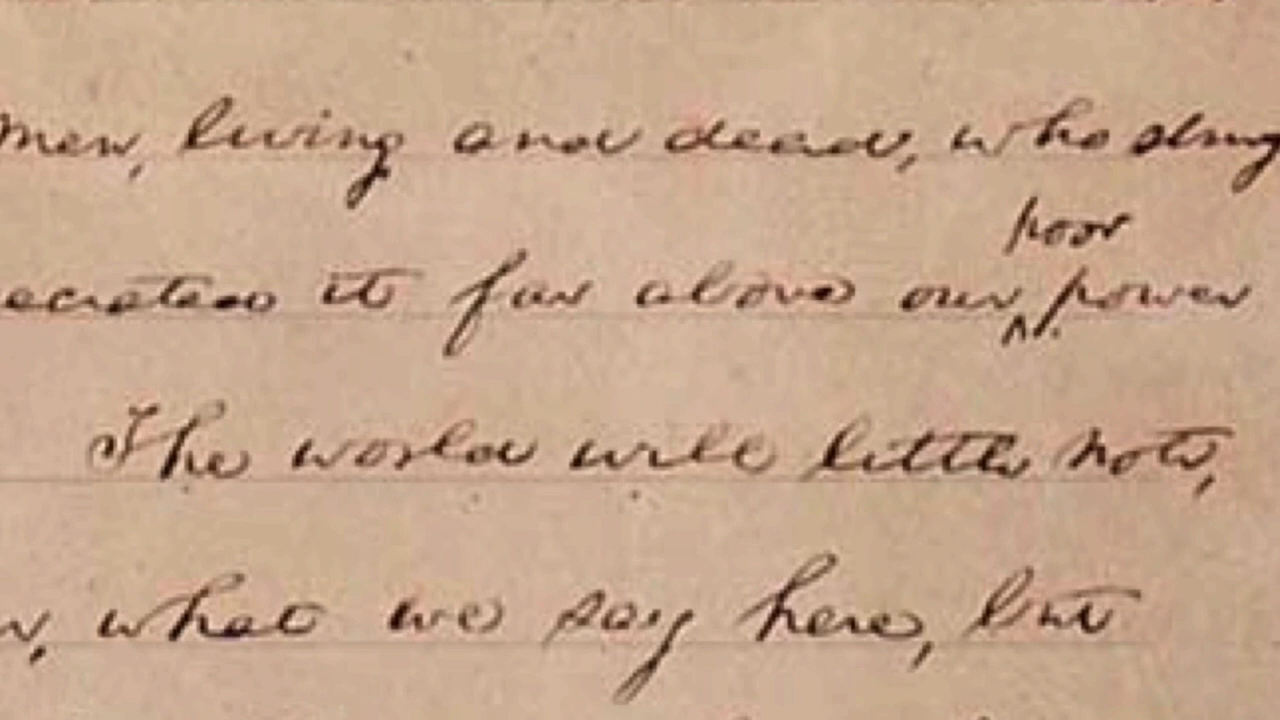 men, living and dead, who strug
ecrated it far above our poor power
The world will little note,
r, what we say here, but